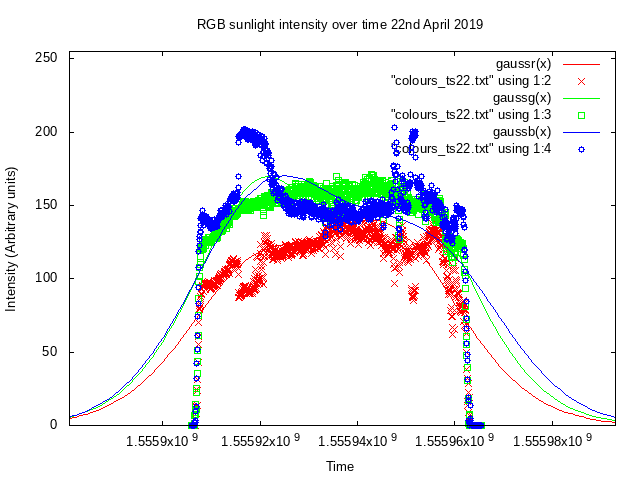 RGB sunlight intensity over time 22nd April 2019
250
200
150
100
50
0
Intensity (Arbitrary units)
gaussr(x)
"colours_ts22.txt" using 1:2
gaussg(x)
"colours_ts22.txt" using 1:3
gaussb(x)
"colours_ts22.txt" using 1:4
1.5559x10 9
1.55592x10 9
1.55594x10 9
1.55596x10 9
1.55598x10 9
Time